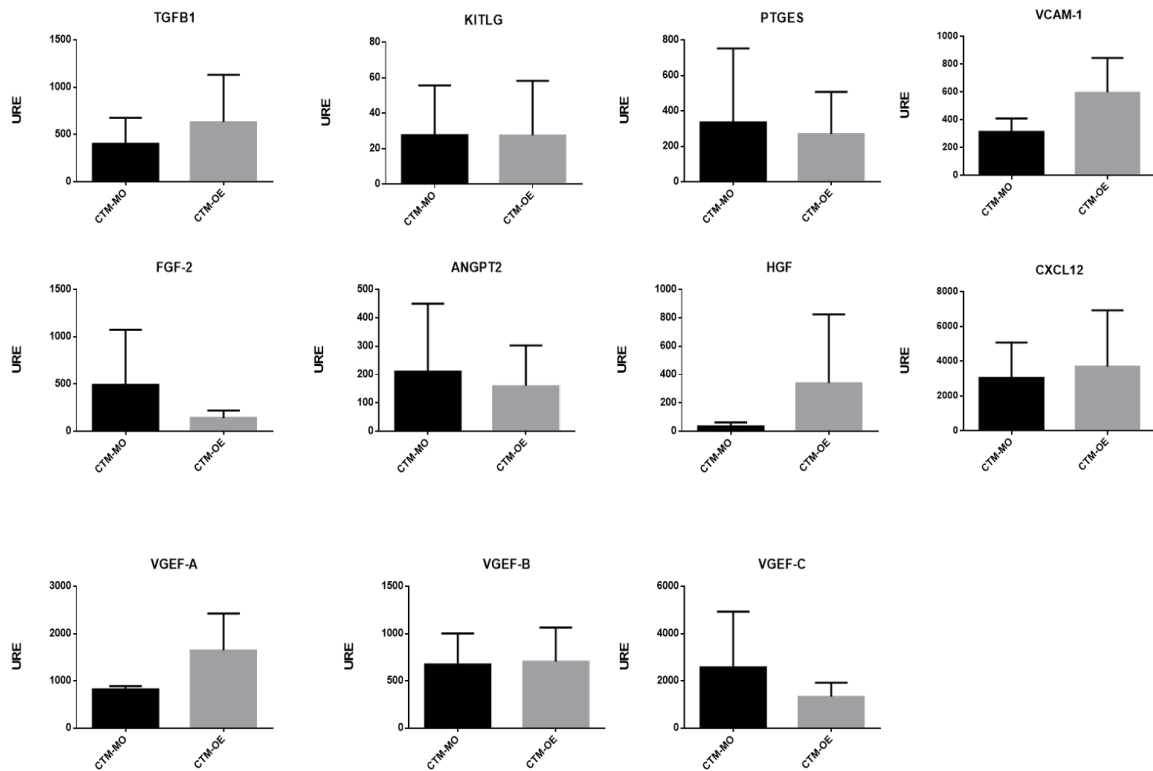 TGFB1
URE
1500
1000
500
0
CTM-MO
CTM-OE
KITLG
URE
80
60
40
20
0
CTM-MO
CTM-OE
PTGES
URE
800
600
400
200
0
CTM-MO
CTM-OE
VCAM-1
URE
1000
800
600
400
200
0
CTM-MO
CTM-OE
FGF-2
URE
1500
1000
500
0
CTM-MO
CTM-OE
ANGPT2
URE
500
400
300
200
100
0
CTM-MO
CTM-OE
HGF
URE
1000
800
600
400
200
0
CTM-MO
CTM-OE
CXCL12
URE
8000
6000
4000
2000
0
CTM-MO
CTM-OE
VGEF-A
URE
3000
2000
1000
0
CTM-MO
CTM-OE
VGEF-B
URE
1500
1000
500
0
CTM-MO
CTM-OE
VGEF-C
URE
6000
4000
2000
0
CTM-MO
CTM-OE